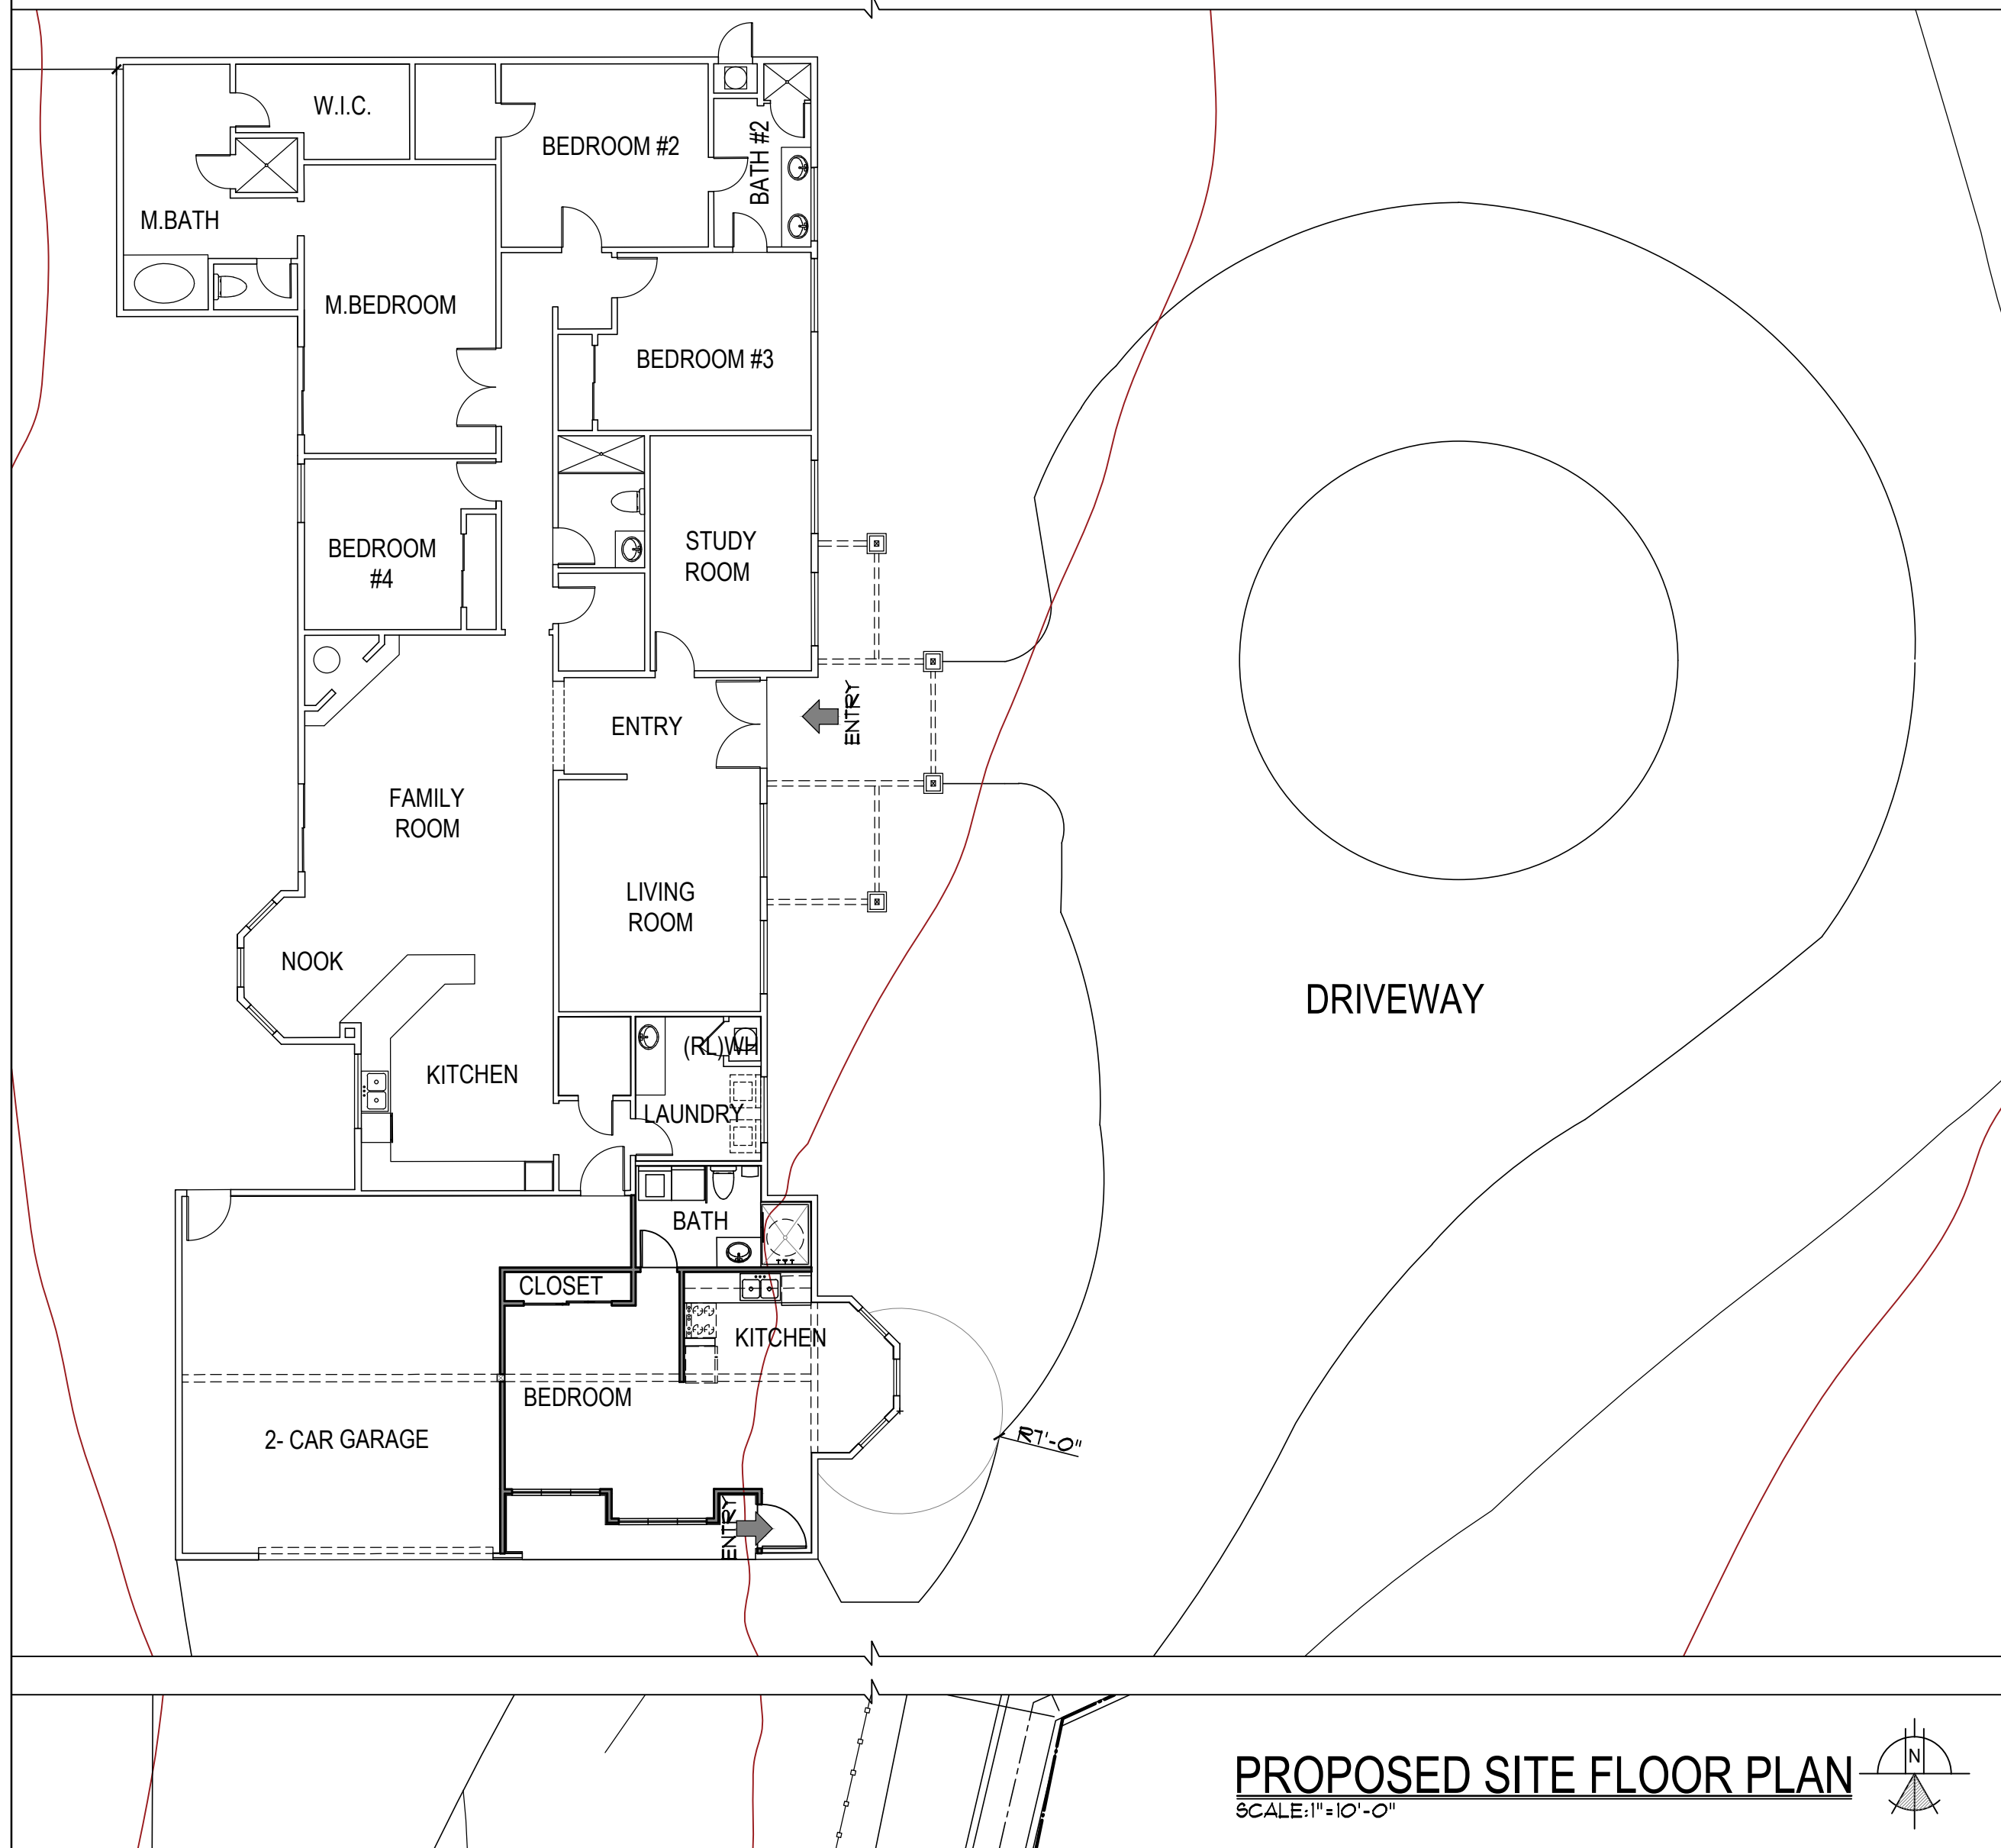 W.I.C.
BEDROOM #2
BATH #2
M.BATH
M.BEDROOM
BEDROOM #3
BEDROOM
#4
STUDY
ROOM
ENTRY
ENTRY
FAMILY
ROOM
LIVING
ROOM
NOOK
DRIVEWAY
(RL)WH
KITCHEN
LAUNDRY
BATH
CLOSET
KITCHEN
BEDROOM
2- CAR GARAGE
R7'-0"
ENTRY
PROPOSED SITE FLOOR PLAN
SCALE:1"=10'-0"
N